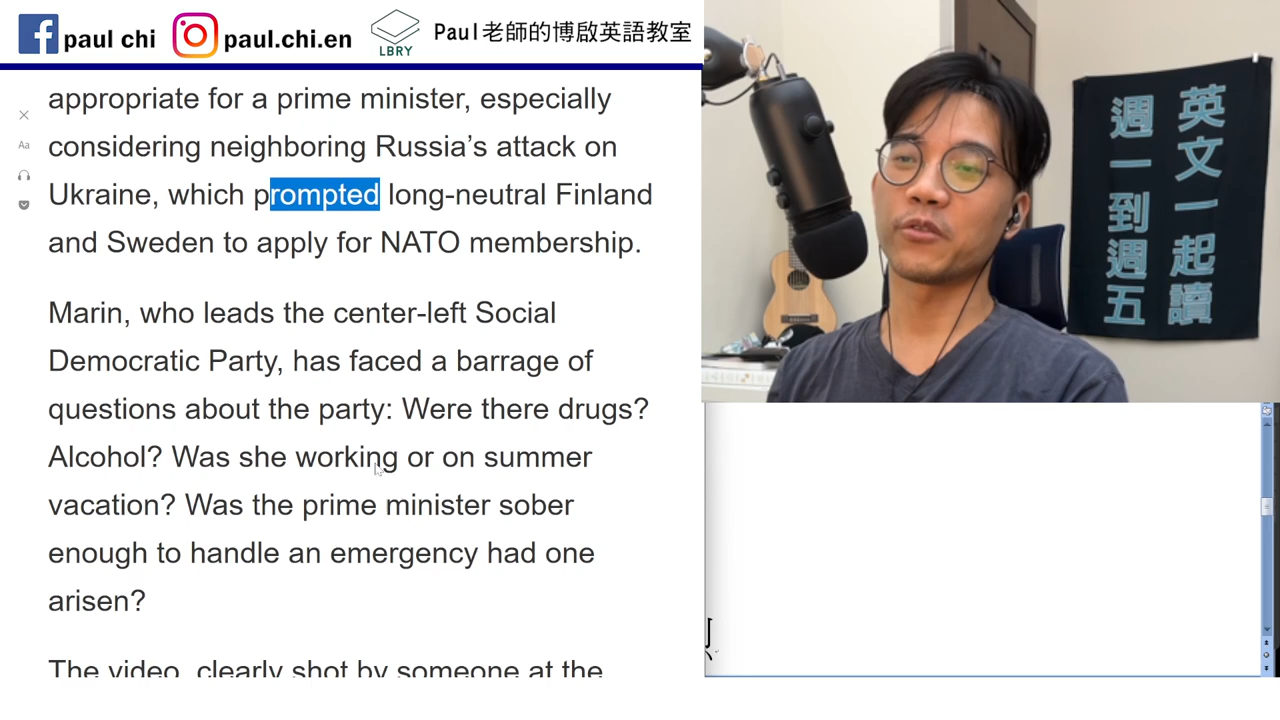 paul chi
paul.chi.en
LBRY
Paul老師的博啟英語教室
appropriate for a prime minister, especially
considering neighboring Russia’s attack on
Ukraine, which prompted long-neutral Finland
and Sweden to apply for NATO membership.
Marin, who leads the center-left Social
Democratic Party, has faced a barrage of
questions about the party: Were there drugs?
Alcohol? Was she working or on summer
vacation? Was the prime minister sober
enough to handle an emergency had one
arisen?
The video, clearly shot by someone at the
Aa
英文一起讀
週一到週五